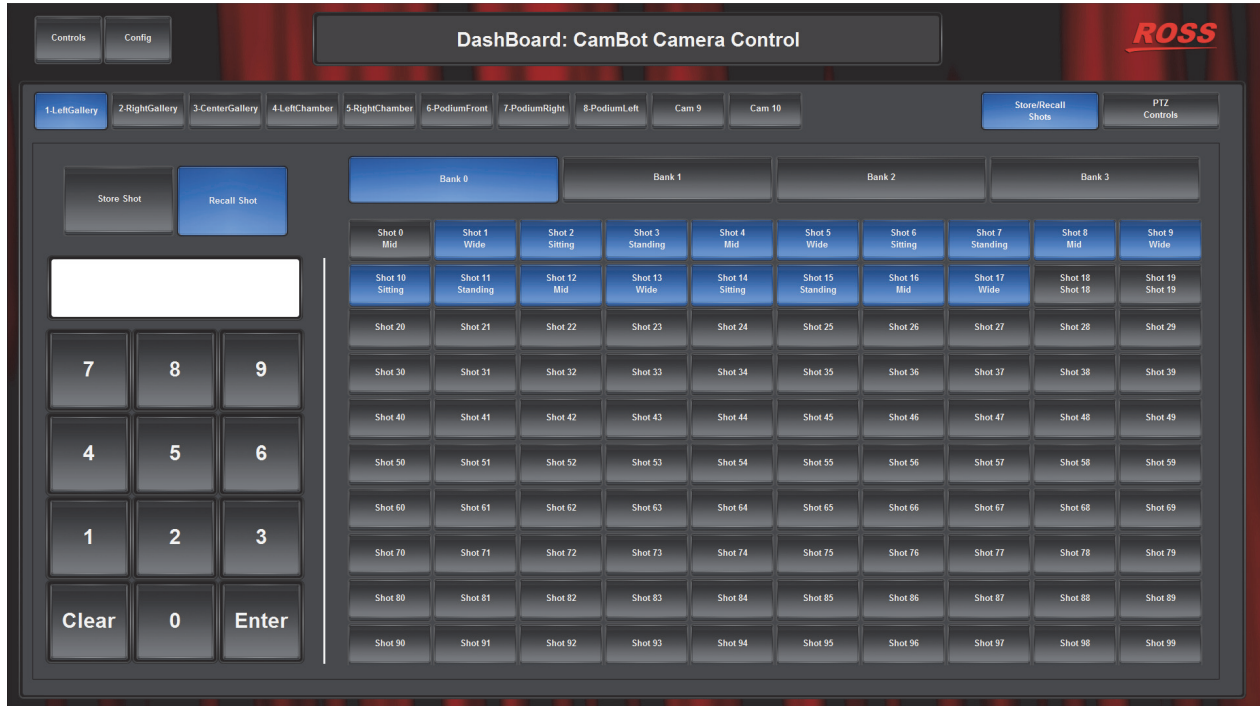 Controls Config DashBoard: CamBot Camera Control ROSS
1-LeftGallery 2-RightGallery 3-CenterGallery 4-LeftChamber 5-RightChamber 6-PodiumFront 7-PodiumRight 8-PodiumLeft Cam 9 Cam 10 Store/Recall PTZ
Shots Controls
Store Shot Recall Shot
Bank 0 Bank 1 Bank 2 Bank 3
Shot 0 Shot 1 Shot 2 Shot 3 Shot 4 Shot 5 Shot 6 Shot 7 Shot 8 Shot 9
Mid Wide Sitting Standing Mid Wide Sitting Standing Mid Wide
Shot 10 Shot 11 Shot 12 Shot 13 Shot 14 Shot 15 Shot 16 Shot 17 Shot 18 Shot 19
Sitting Standing Mid Wide Sitting Standing Mid Wide Shot 18 Shot 19
Shot 20 Shot 21 Shot 22 Shot 23 Shot 24 Shot 25 Shot 26 Shot 27 Shot 28 Shot 29
Shot 30 Shot 31 Shot 32 Shot 33 Shot 34 Shot 35 Shot 36 Shot 37 Shot 38 Shot 39
Shot 40 Shot 41 Shot 42 Shot 43 Shot 44 Shot 45 Shot 46 Shot 47 Shot 48 Shot 49
Shot 50 Shot 51 Shot 52 Shot 53 Shot 54 Shot 55 Shot 56 Shot 57 Shot 58 Shot 59
Shot 60 Shot 61 Shot 62 Shot 63 Shot 64 Shot 65 Shot 66 Shot 67 Shot 68 Shot 69
Shot 70 Shot 71 Shot 72 Shot 73 Shot 74 Shot 75 Shot 76 Shot 77 Shot 78 Shot 79
Shot 80 Shot 81 Shot 82 Shot 83 Shot 84 Shot 85 Shot 86 Shot 87 Shot 88 Shot 89
Shot 90 Shot 91 Shot 92 Shot 93 Shot 94 Shot 95 Shot 96 Shot 97 Shot 98 Shot 99
7 8 9
4 5 6
1 2 3
Clear 0 Enter